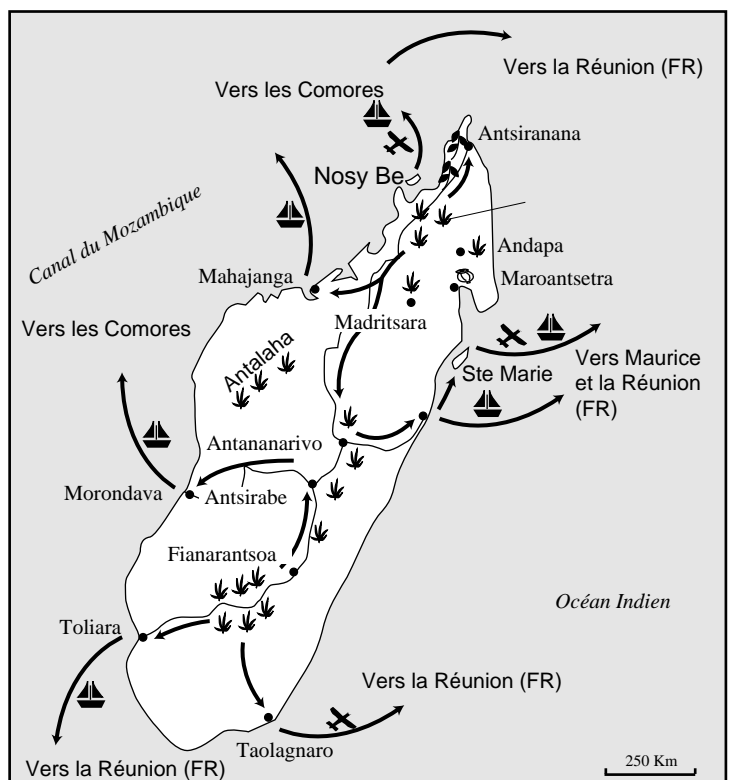 Vers la Réunion (FR)
Vers les Comores
Antsiranana
Nosy Be
Canal du Mozambique
Andapa
Mahajanga
Maroantsetra
Madritsara
Vers les Comores
Antalaha
Ste Marie
Vers Maurice
et la Réunion
(FR)
Antananarivo
Morondava
Antsirabe
Fianarantsoa
Océan Indien
Toliara
Vers la Réunion (FR)
Taolagnaro
Vers la Réunion (FR)
250 Km